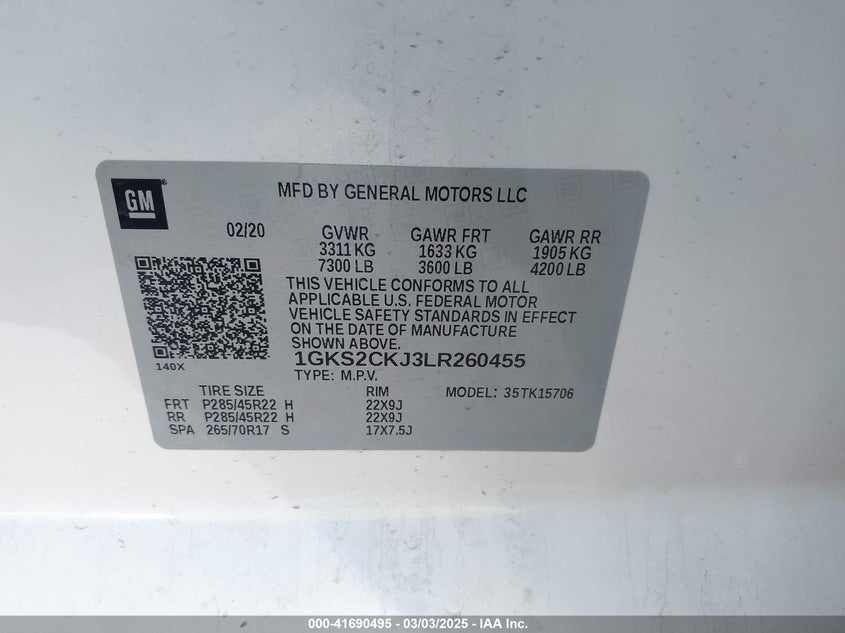 GM
MFD BY GENERAL MOTORS LLC
02/20 GVWR GAWR FRT GAWR RR
3311 KG 1633 KG 1905 KG
7300 LB 3600 LB 4200 LB
THIS VEHICLE CONFORMS TO ALL
APPLICABLE U.S. FEDERAL MOTOR
VEHICLE SAFETY STANDARDS IN EFFECT
ON THE DATE OF MANUFACTURE
SHOWN ABOVE.
1GKS2CKJ3LR260455
140X
TYPE: M.P.V.
TIRE SIZE RIM MODEL: 35TK15706
FRT P285/45R22 H 22X9J
RR P285/45R22 H 22X9J
SPA 265/70R17 S 17X7.5J
000-41690495 - 03/03/2025 - IAA Inc.